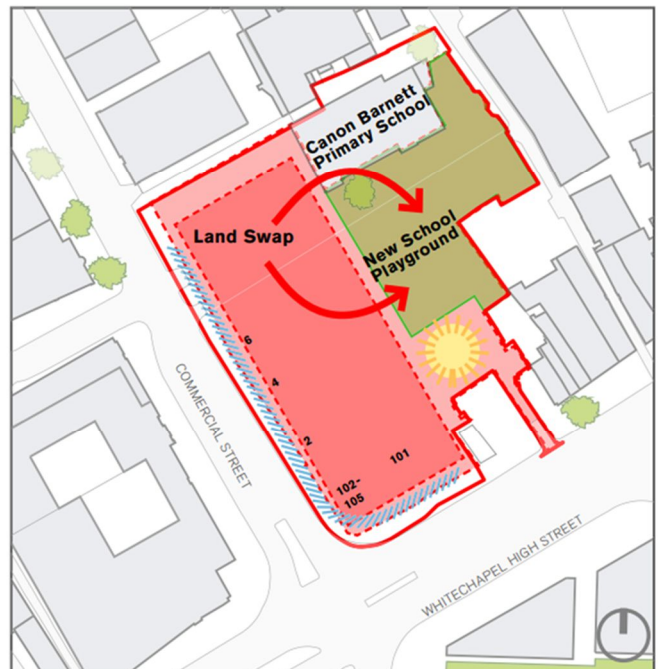 Canon Barnett
Primary School
Land Swap
New School
Playground
6
4
2
101
102-
105
COMMERCIAL STREET
WHITECHAPEL HIGH STREET